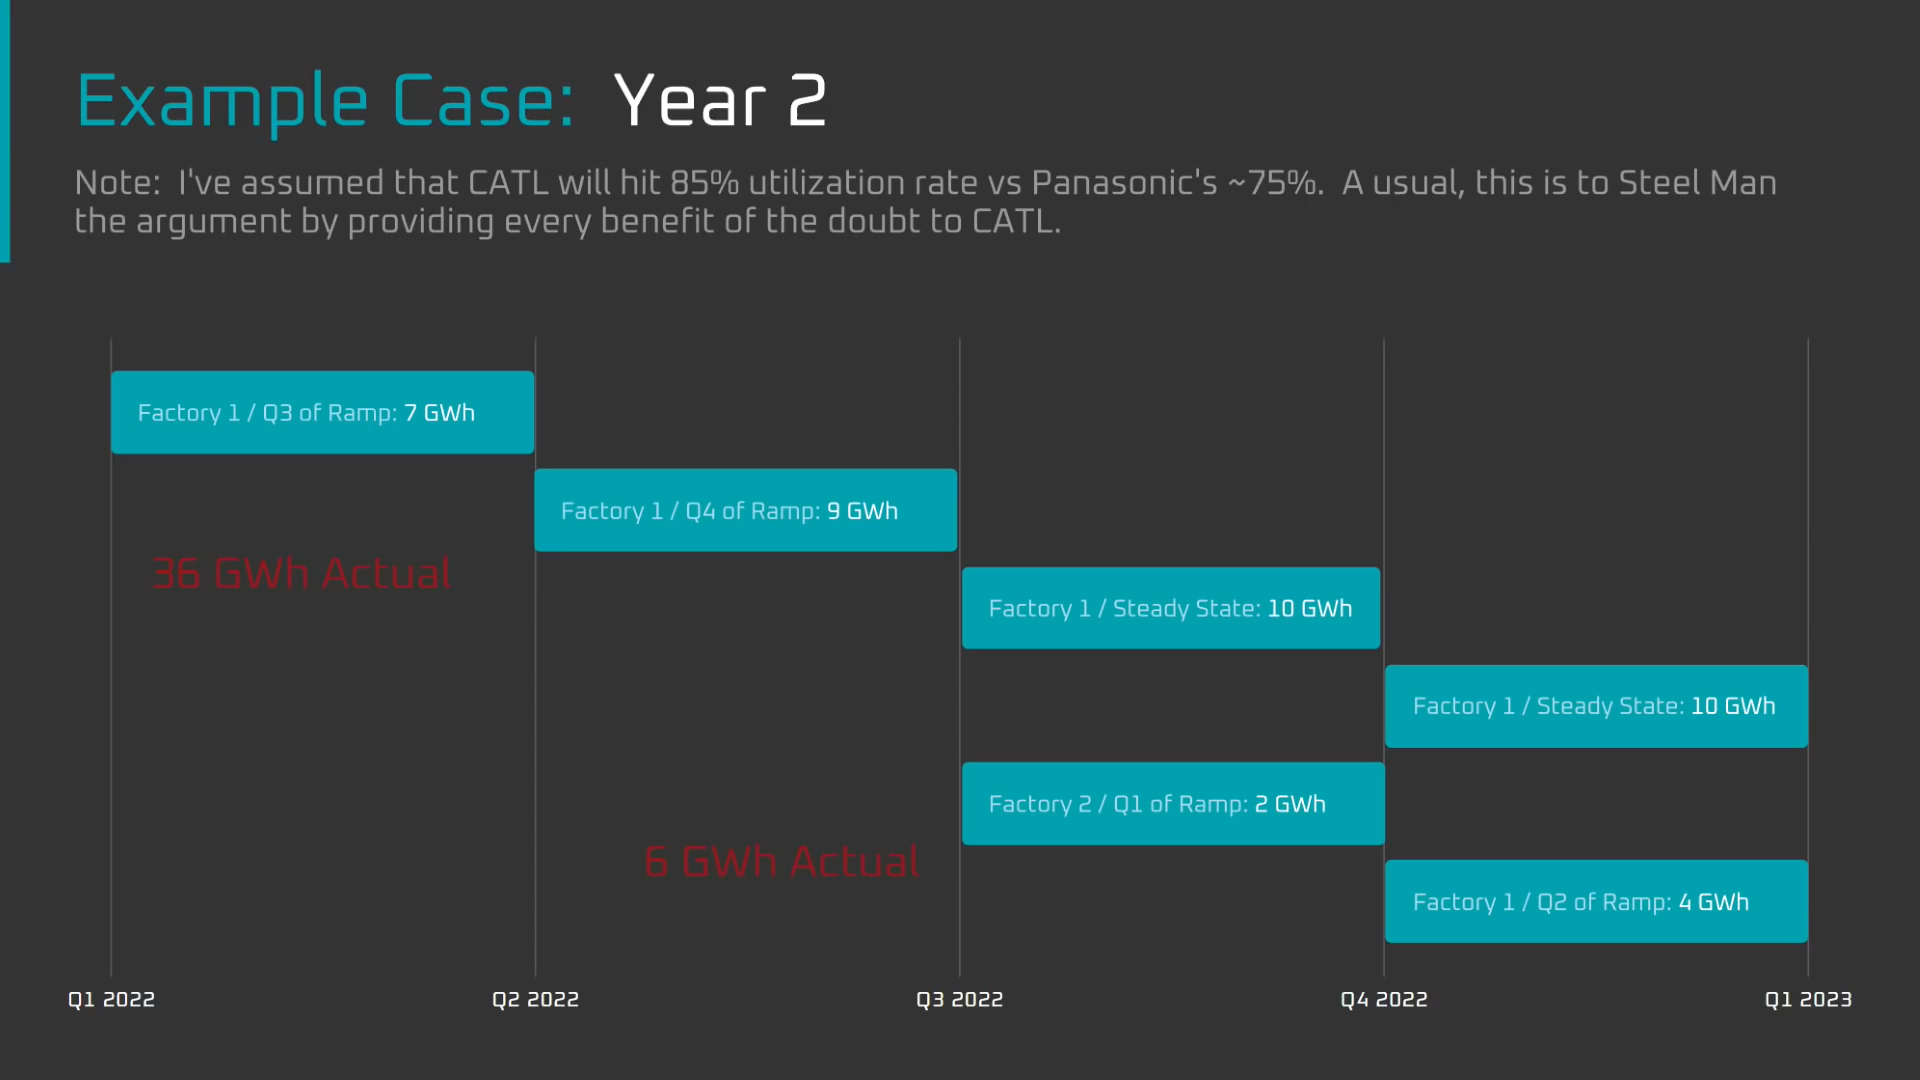 Example Case: Year 2
Note: I've assumed that CATL will hit 85% utilization rate vs Panasonic's ~75%. A usual, this is to Steel Man
the argument by providing every benefit of the doubt to CATL.
Factory 1 / Q3 of Ramp: 7 GWh
Factory 1 / Q4 of Ramp: 9 GWh
36 GWh Actual
Factory 1 / Steady State: 10 GWh
Factory 1 / Steady State: 10 GWh
Factory 2 / Q1 of Ramp: 2 GWh
6 GWh Actual
Factory 1 / Q2 of Ramp: 4 GWh
Q1 2022
Q2 2022
Q3 2022
Q4 2022
Q1 2023